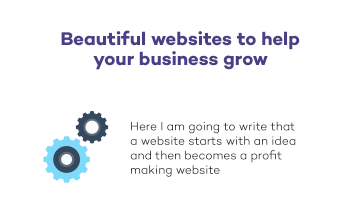 Beautiful websites to help
your business grow
Here I am going to write that
a website starts with an idea
and then becomes a profit
making website